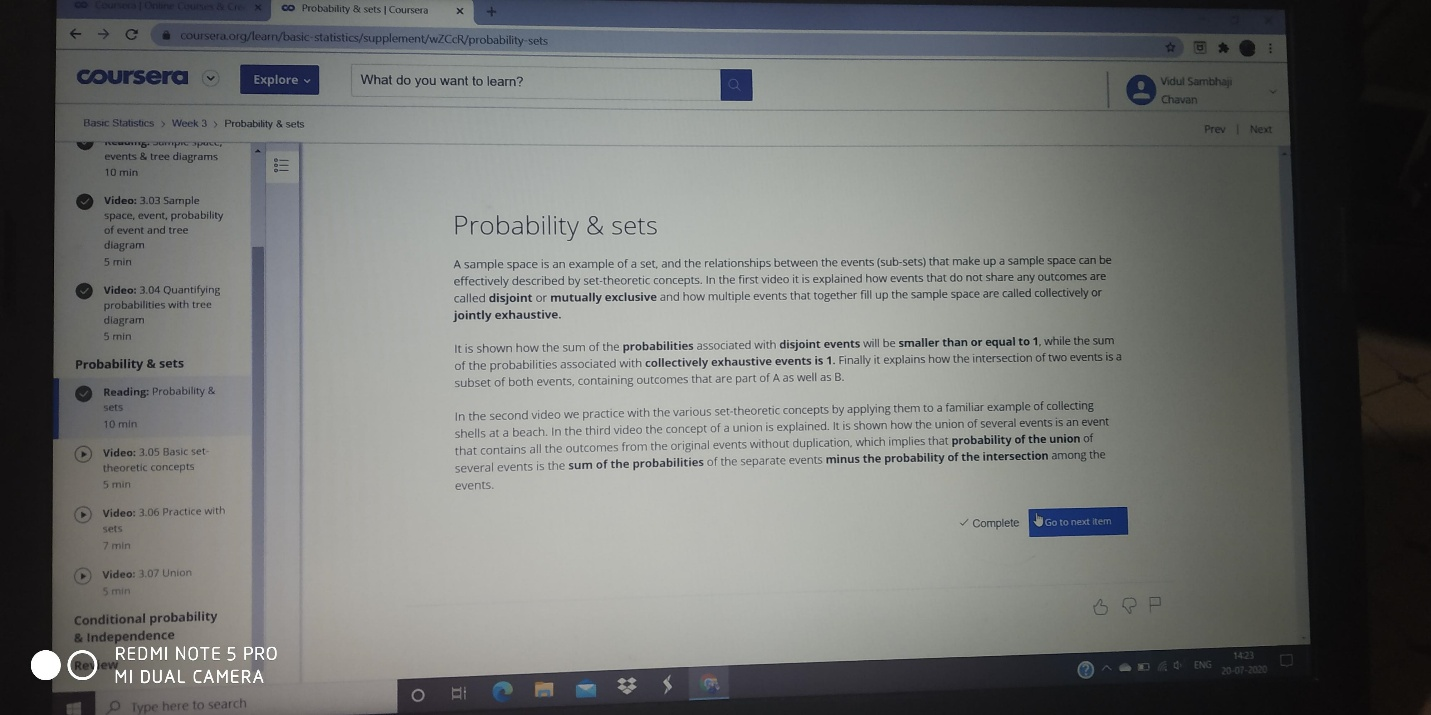 Coursera | Online Courses & Cre
Probability & sets | Coursera
coursera.org/learn/basic-statistics/supplement/wZCcR/probability-sets
coursera
Explore
What do you want to learn?
Vidul Sambhaji
Chavan
Basic Statistics > Week 3 > Probability & sets
Prev | Next
Reading: Sample space,
events & tree diagrams
10 min
Video: 3.03 Sample
space, event, probability
of event and tree
diagram
5 min
Video: 3.04 Quantifying
probabilities with tree
diagram
5 min
Probability & sets
Reading: Probability &
sets
10 min
Video: 3.05 Basic set-
theoretic concepts
5 min
Video: 3.06 Practice with
sets
7 min
Video: 3.07 Union
5 min
Conditional probability
& Independence
Review
Probability & sets
A sample space is an example of a set, and the relationships between the events (sub-sets) that make up a sample space can be
effectively described by set-theoretic concepts. In the first video it is explained how events that do not share any outcomes are
called disjoint or mutually exclusive and how multiple events that together fill up the sample space are called collectively or
jointly exhaustive.
It is shown how the sum of the probabilities associated with disjoint events will be smaller than or equal to 1, while the sum
of the probabilities associated with collectively exhaustive events is 1. Finally it explains how the intersection of two events is a
subset of both events, containing outcomes that are part of A as well as B.
In the second video we practice with the various set-theoretic concepts by applying them to a familiar example of collecting
shells at a beach. In the third video the concept of a union is explained. It is shown how the union of several events is an event
that contains all the outcomes from the original events without duplication, which implies that probability of the union of
several events is the sum of the probabilities of the separate events minus the probability of the intersection among the
events.
Complete
Go to next item
REDMI NOTE 5 PRO
MI DUAL CAMERA
Type here to search
ENG
14:23
20-07-2020